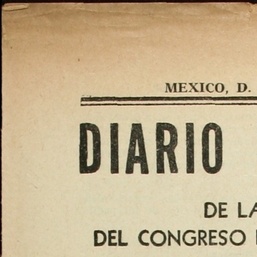 MEXICO, D.
DIARIO
DE LA
DEL CONGRESO